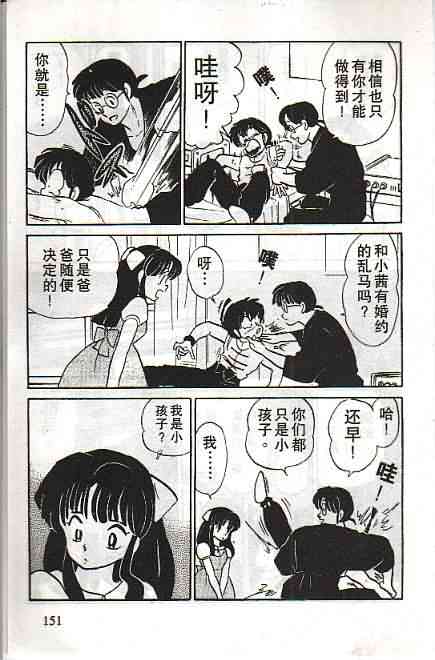 相信也只
有你才能
做得到！
噗！
哇呀！
你就是……
和小茜有婚约
的乱马吗？
噗！
呀…
只是爸
爸随便
决定的！
哈！
还早！
哇！
你们都
只是小
孩子。
我……
我是小
孩子？
151